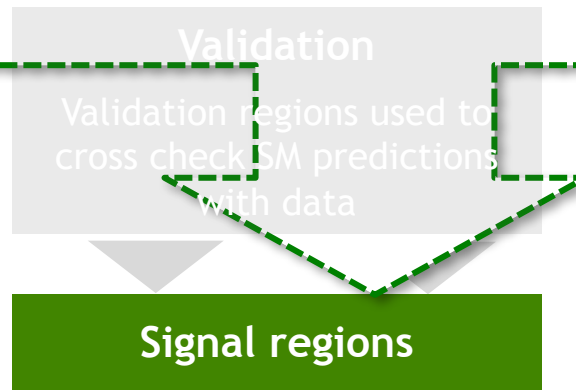 Validation
Validation regions used to
cross check SM predictions
with data
Signal regions